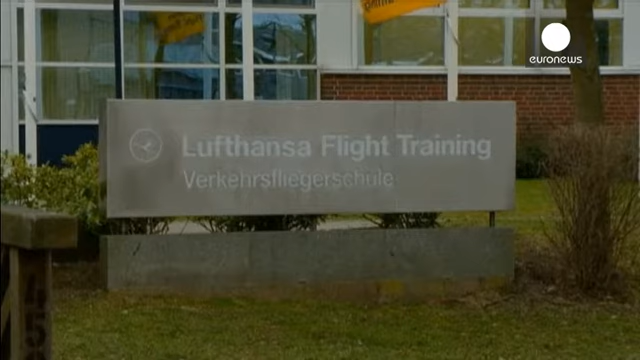 euronews
Lufthansa Flight Training
Verkehrsfliegerschule